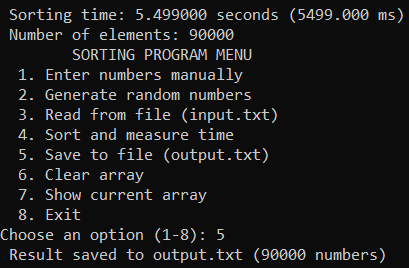 Sorting time: 5.499000 seconds (5499.000 ms)
Number of elements: 90000
SORTING PROGRAM MENU
1. Enter numbers manually
2. Generate random numbers
3. Read from file (input.txt)
4. Sort and measure time
5. Save to file (output.txt)
6. Clear array
7. Show current array
8. Exit
Choose an option (1-8): 5
Result saved to output.txt (90000 numbers)